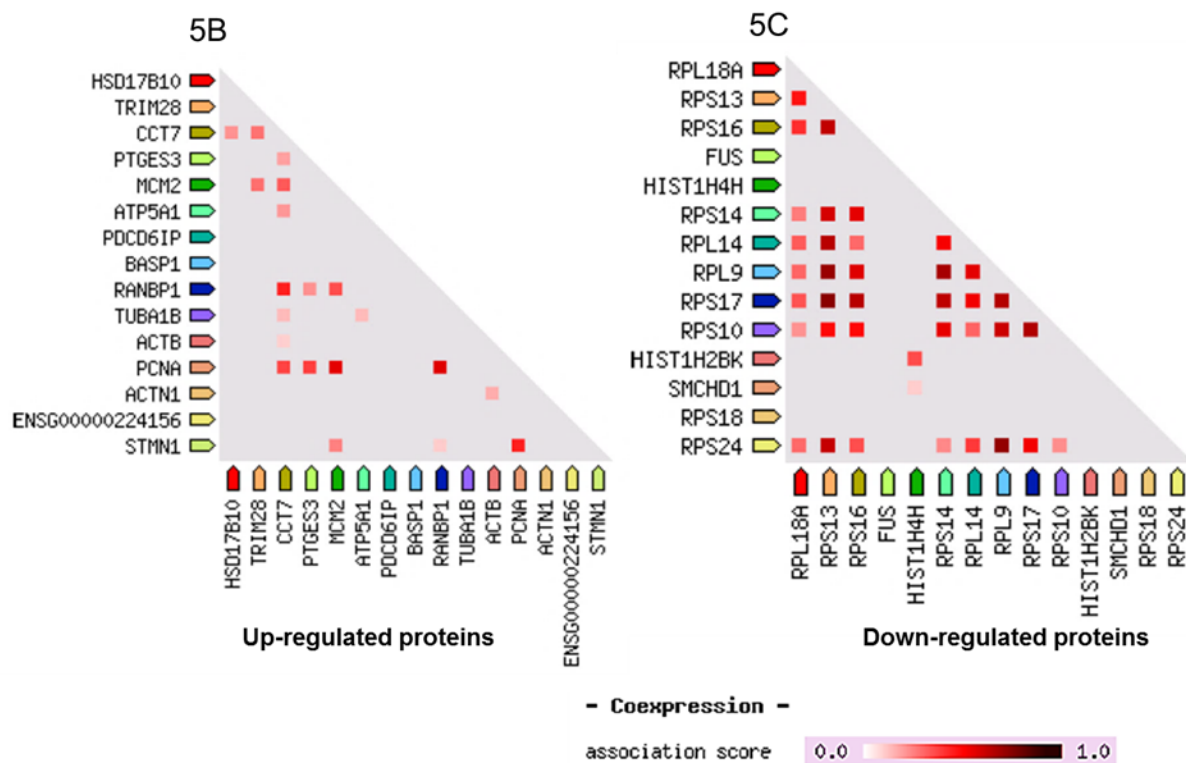 5B
HSD17B10
TRIM28
CCT7
PTGES3
MCM2
ATP5A1
PDCD6IP
BASP1
RANBP1
TUBA1B
ACTB
PCNA
ACTN1
ENSG00000224156
STMN1
HSD17B10
TRIM28
CCT7
PTGES3
MCM2
ATP5A1
PDCD6IP
BASP1
RANBP1
TUBA1B
ACTB
PCNA
ACTN1
ENSG00000224156
STMN1
Up-regulated proteins
5C
RPL18A
RPS13
RPS16
FUS
HIST1H4H
RPS14
RPL14
RPL9
RPS17
RPS10
HIST1H2BK
SMCHD1
RPS18
RPS24
RPL18A
RPS13
RPS16
FUS
HIST1H4H
RPS14
RPL14
RPL9
RPS17
RPS10
HIST1H2BK
SMCHD1
RPS18
RPS24
Down-regulated proteins
- Coexpression -
association score 0.0 1.0